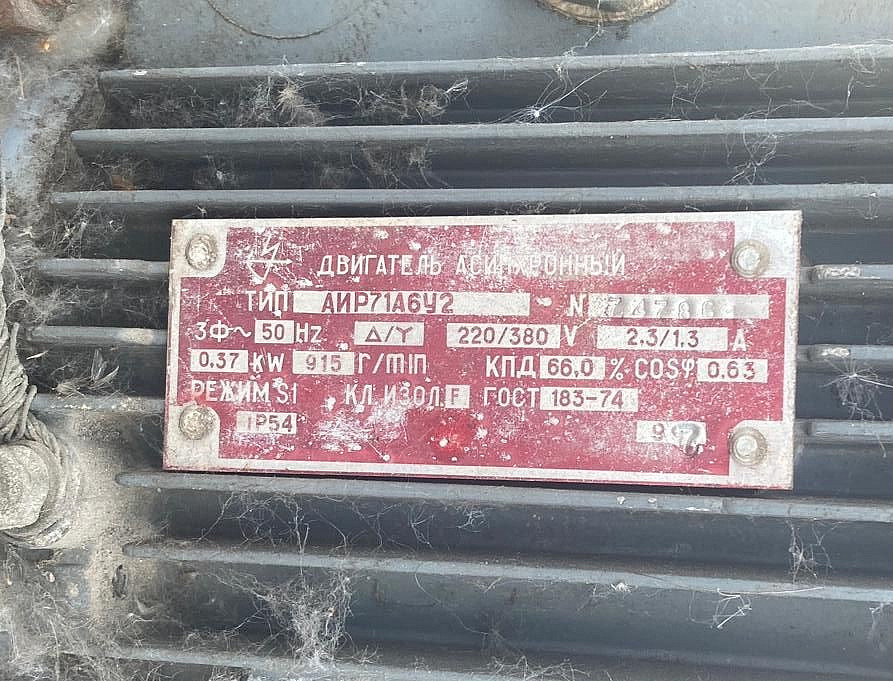 ДВИГАТЕЛЬ АСИНХРОННЫЙ
ТИП АИР71А6У2 N
3Ф~ 50 Hz Δ/Y 220/380 V 2.3/1.3 A
0.37 KW 915 r/min КПД 66.0 % COSφ 0.63
РЕЖИМ S1 КЛ.ИЗОЛ. F ГОСТ 183-74
IP54